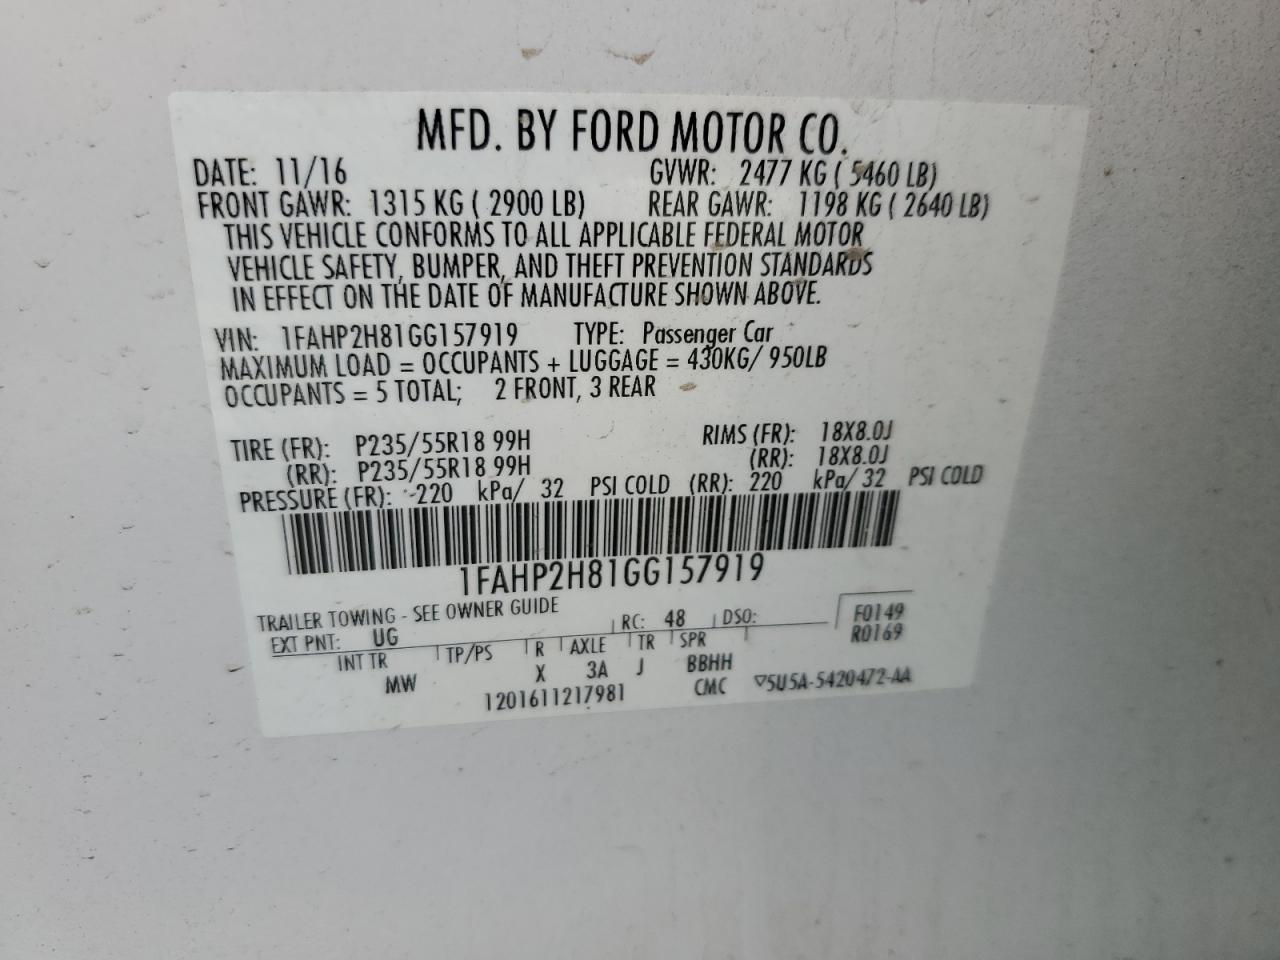 MFD. BY FORD MOTOR CO.
DATE: 11/16 GVWR: 2477 KG ( 5460 LB)
FRONT GAWR: 1315 KG ( 2900 LB) REAR GAWR: 1198 KG ( 2640 LB)
THIS VEHICLE CONFORMS TO ALL APPLICABLE FEDERAL MOTOR
VEHICLE SAFETY, BUMPER, AND THEFT PREVENTION STANDARDS
IN EFFECT ON THE DATE OF MANUFACTURE SHOWN ABOVE.
VIN: 1FAHP2H81GG157919 TYPE: Passenger Car
MAXIMUM LOAD = OCCUPANTS + LUGGAGE = 430KG/ 950LB
OCCUPANTS = 5 TOTAL; 2 FRONT, 3 REAR
TIRE (FR): P235/55R18 99H RIMS (FR): 18X8.0J
(RR): P235/55R18 99H (RR): 18X8.0J
PRESSURE (FR): 220 kPa/ 32 PSI COLD (RR): 220 kPa/ 32 PSI COLD
1FAHP2H81GG157919
TRAILER TOWING - SEE OWNER GUIDE
EXT PNT: UG RC: 48 DSO: F0149
R0169
INT TR TP/PS R AXLE TR SPR
MW X 3A J BBHH
1201611217981 CMC ▽5U5A-5420472-AA